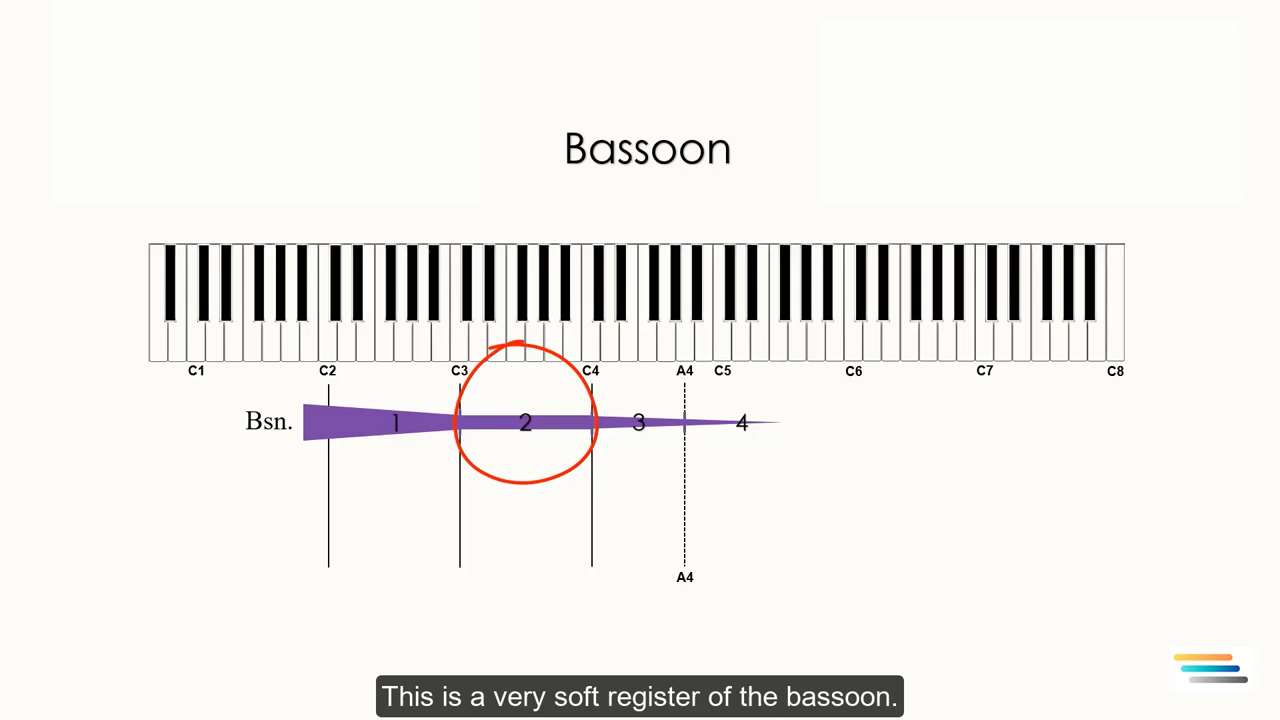 Bassoon
C1 C2 C3 C4 A4 C5 C6 C7 C8
Bsn. 1 2 3 4
A4
This is a very soft register of the bassoon.